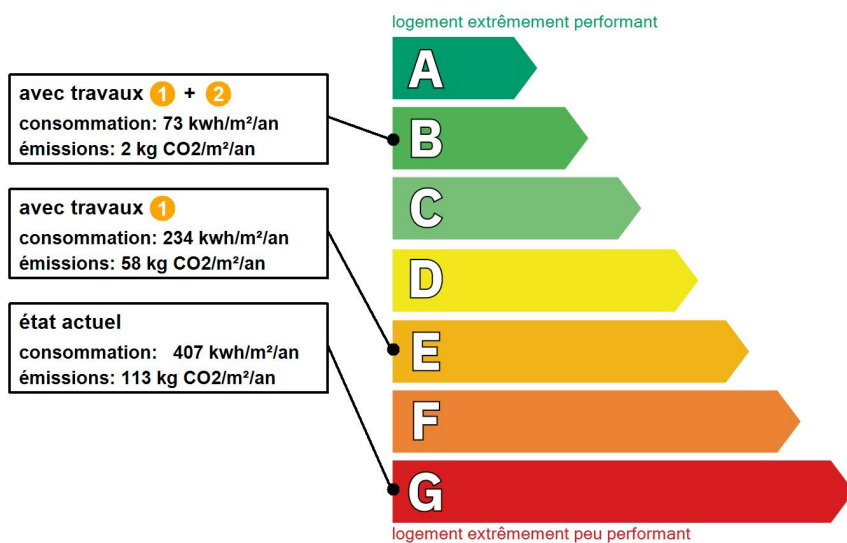 logement extrêmement performant
A
avec travaux 1 + 2
consommation: 73 kwh/m²/an
émissions: 2 kg CO2/m²/an
B
avec travaux 1
consommation: 234 kwh/m²/an
émissions: 58 kg CO2/m²/an
C
D
état actuel
consommation: 407 kwh/m²/an
émissions: 113 kg CO2/m²/an
E
F
G
logement extrêmement peu performant